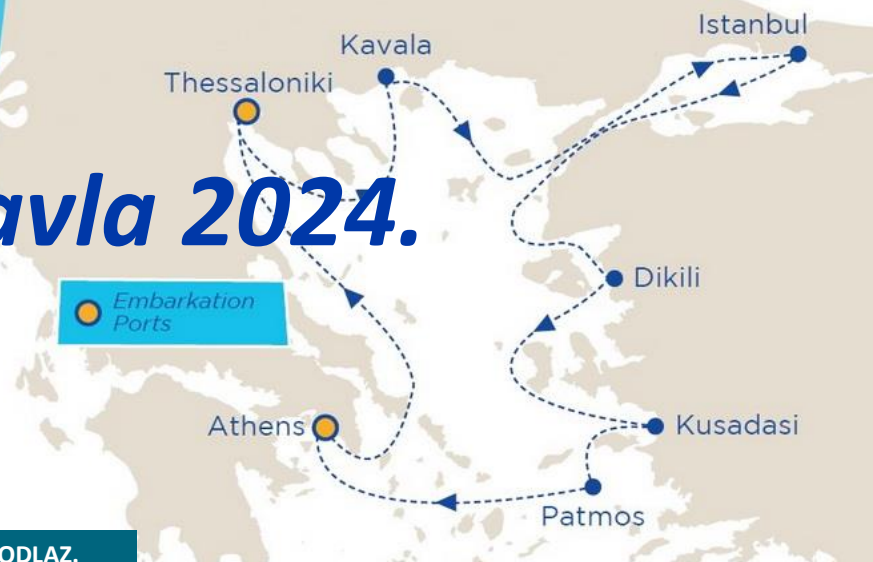 Istanbul
Kavala
Thessaloniki
avla 2024.
Dikili
Embarkation
Ports
Athens
Kusadasi
Patmos
ODLAZ.